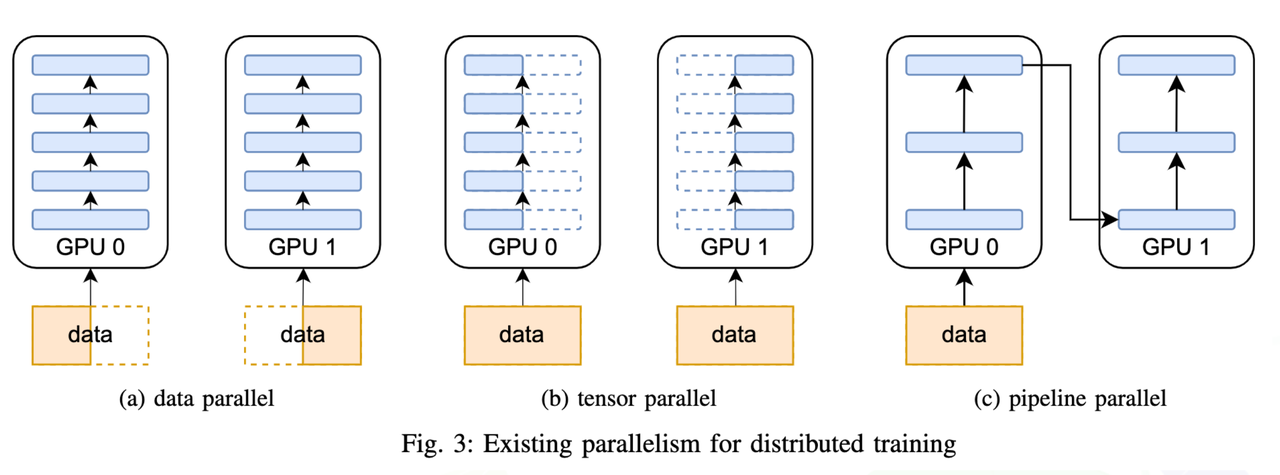 GPU 0
GPU 1
GPU 0
GPU 1
GPU 0
GPU 1
data
data
data
data
data
(a) data parallel
(b) tensor parallel
(c) pipeline parallel
Fig. 3: Existing parallelism for distributed training